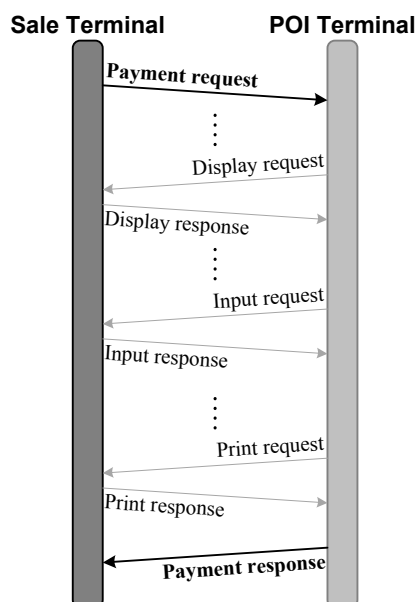 Sale Terminal
POI Terminal
Payment request
Display request
Display response
Input request
Input response
Print request
Print response
Payment response